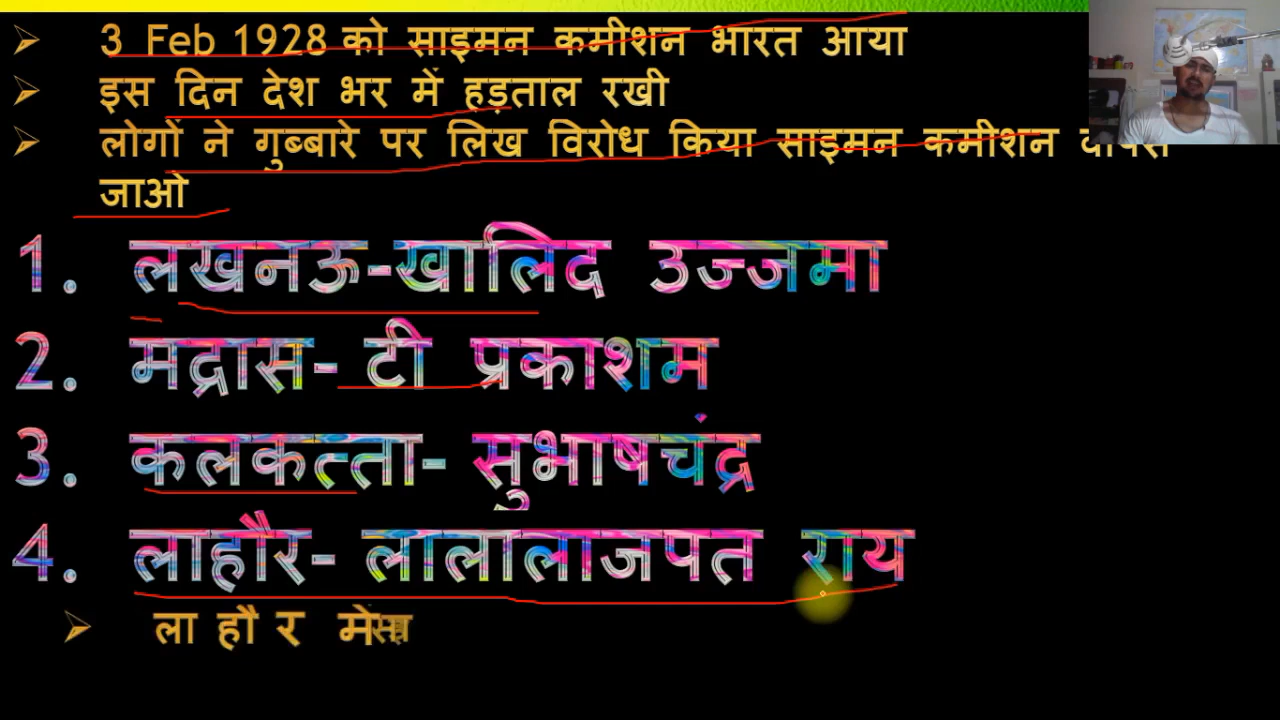 3 Feb 1928 को साइमन कमीशन भारत आया
इस दिन देश भर में हड़ताल रखी
लोगों ने गुब्बारे पर लिख विरोध किया साइमन कमीशन
जाओ
1. लखनऊ-खालिद उज्जमा
2. मद्रास- टी प्रकाशम
3. कलकत्ता- सुभाषचंद्र
4. लाहौर- लालालाजपत राय
लाहौर में